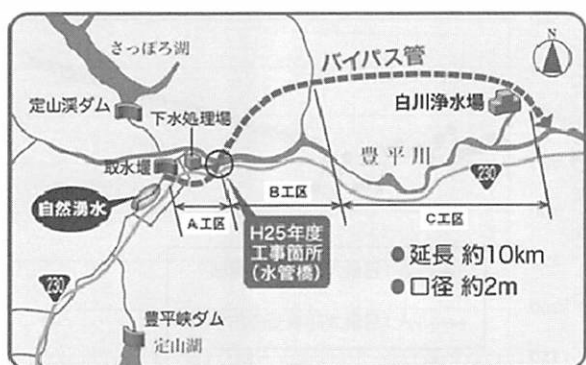 さっぽろ湖
定山渓ダム
下水処理場
取水堰
自然湧水
バイパス管
N
白川浄水場
豊平川
230
A工区
B工区
C工区
H25年度
工事箇所
(水管橋)
●延長 約10km
●口径 約2m
230
豊平峡ダム
定山湖